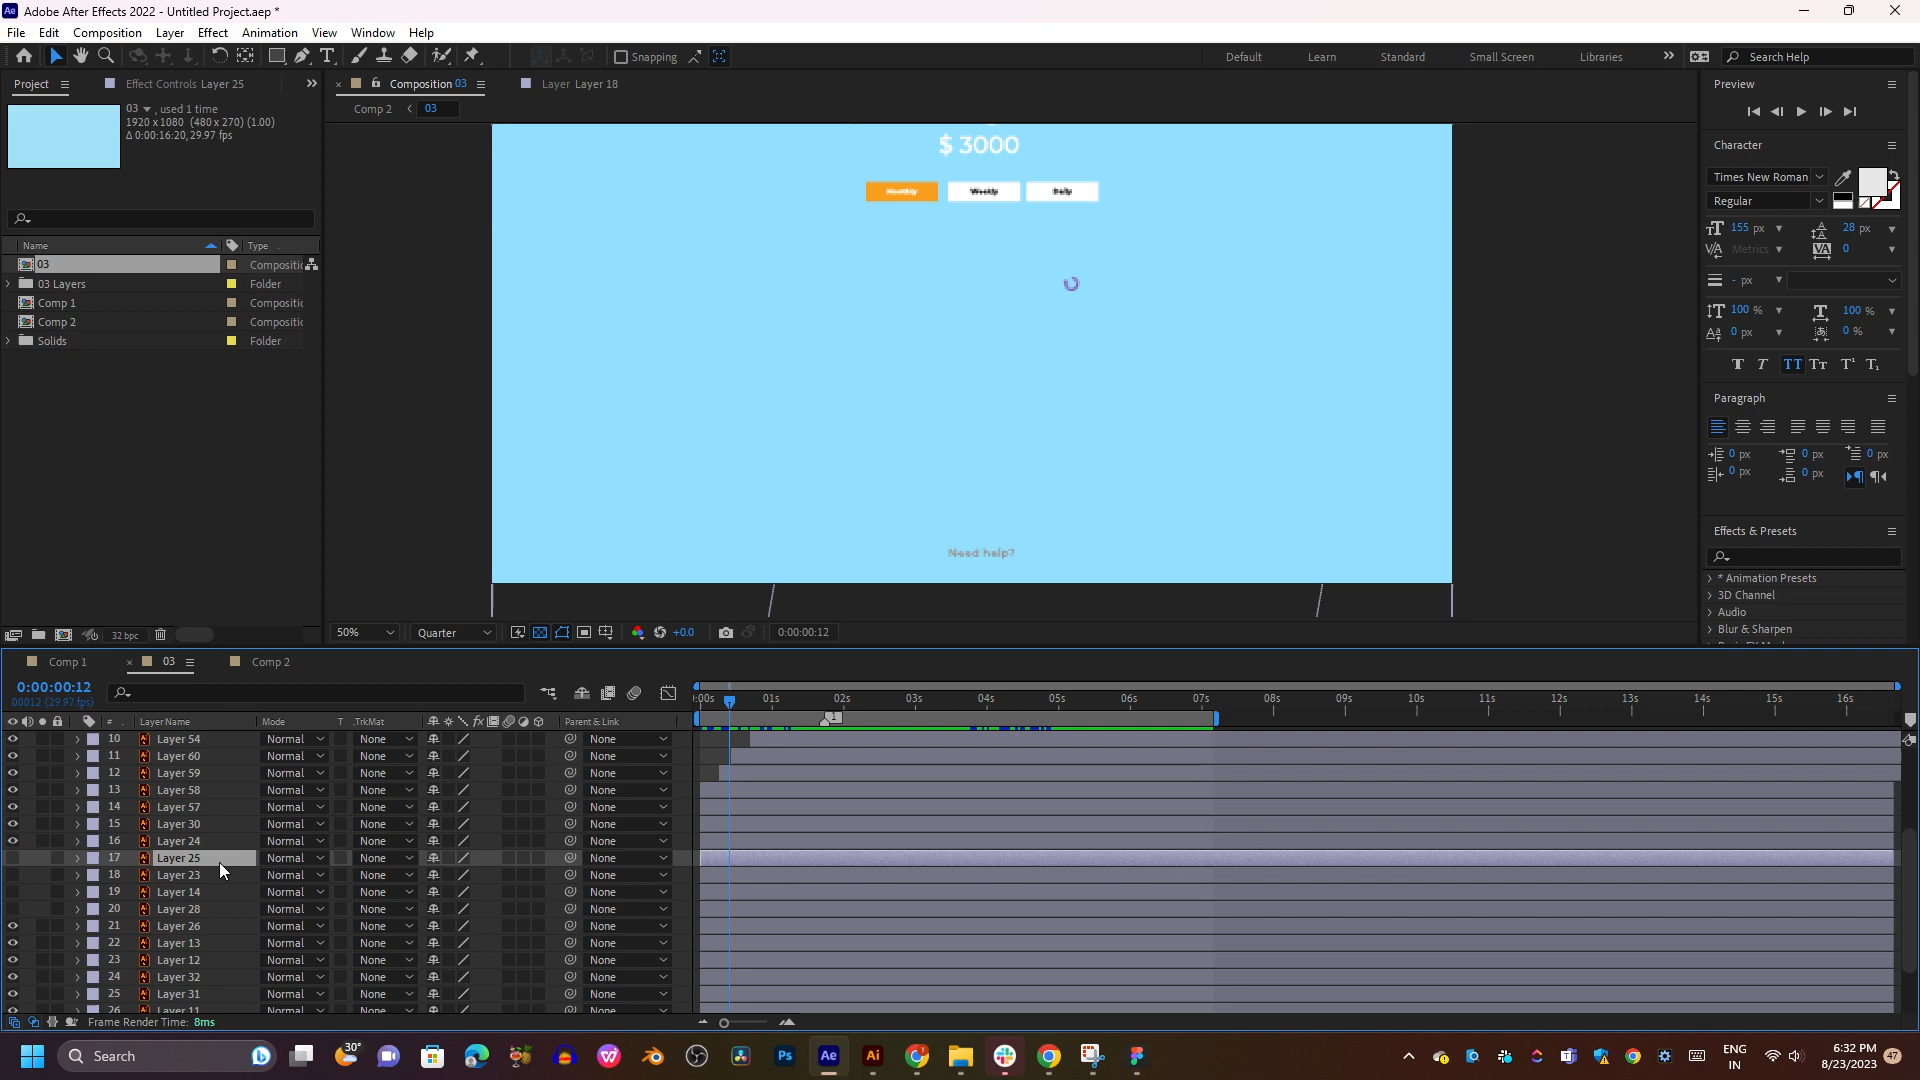 Adobe After Effects 2022 - Untitled Project.aep *
File Edit Composition Layer Effect Animation View Window Help
Snapping Default Learn Standard Small Screen Libraries Search Help
Project Effect Controls Layer 25 Composition 03 Layer Layer 18
Comp 2 03
03 , used 1 time
1920 x 1080 (480 x 270) (1.00)
Δ 0:00:16:20, 29.97 fps
Name Type
03 Compositic
03 Layers Folder
Comp 1 Compositic
Comp 2 Compositic
Solids Folder
32 bpc
$ 3000
Monthly Weekly Daily
Need help?
50% Quarter +0.0 0:00:00:12
Preview
Character
Times New Roman
Regular
155 px 28 px
Metrics 0
- px
100 % 100 %
0 px 0 %
Paragraph
0 px 0 px 0 px
0 px 0 px
Effects & Presets
* Animation Presets
3D Channel
Audio
Blur & Sharpen
Comp 1 03 Comp 2
0:00:00:12
00012 (29.97 fps)
:00s 01s 02s 03s 04s 05s 06s 07s 08s 09s 10s 11s 12s 13s 14s 15s 16s
1
# Layer Name Mode T .TrkMat fx Parent & Link
10 Layer 54 Normal None None
11 Layer 60 Normal None None
12 Layer 59 Normal None None
13 Layer 58 Normal None None
14 Layer 57 Normal None None
15 Layer 30 Normal None None
16 Layer 24 Normal None None
17 Layer 25 Normal None None
18 Layer 23 Normal None None
19 Layer 14 Normal None None
20 Layer 28 Normal None None
21 Layer 26 Normal None None
22 Layer 13 Normal None None
23 Layer 12 Normal None None
24 Layer 32 Normal None None
25 Layer 31 Normal None None
26 Layer 11 Normal None None
Frame Render Time: 8ms
Search 30° ENG
IN
6:32 PM
8/23/2023
47